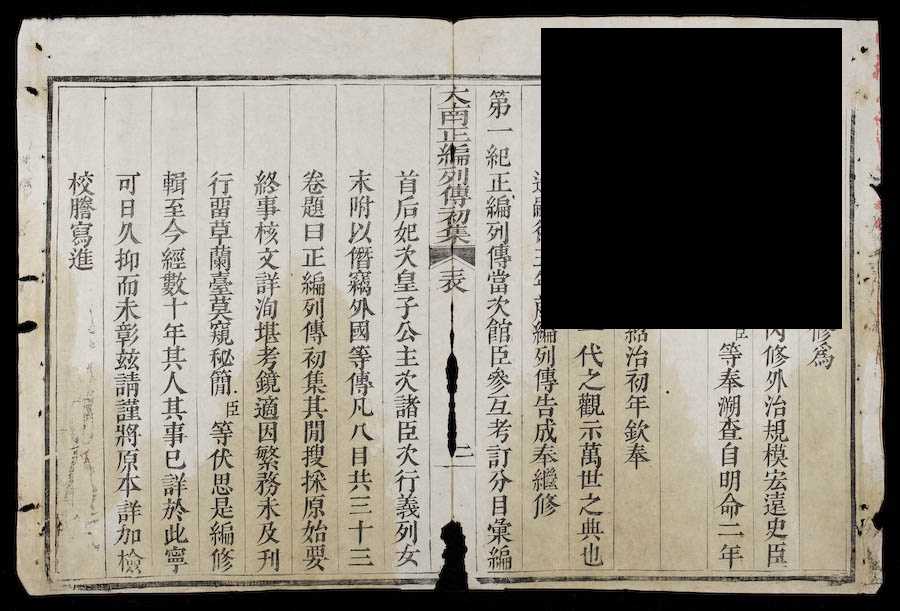 修為
內修外治規模宏遠史臣
臣等奉溯查自明命二年
紹治初年欽奉
一代之觀示萬世之典也
編列傳告成奉繼修
第一紀正編列傳當次館臣參互考訂分目彙編
大南正編列傳初集 表 二
首后妃次皇子公主次諸臣次行義列女
末附以僭竊外國等傳凡八目共三十三
卷題曰正編列傳初集其閒搜採原始要
終事核文詳洵堪考鏡適因繁務未及刊
行畱草蘭臺莫窺秘簡臣等伏思是編修
輯至今經數十年其人其事已詳於此寧
可日久抑而未彰玆請謹將原本詳加檢
校謄寫進